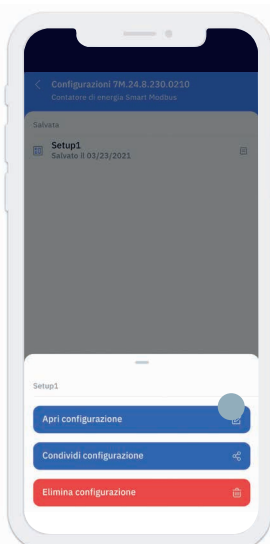 Configurazioni 7M.24.8.230.0210
Contatore di energia Smart Modbus
Salvata
Setup1
Salvato il 03/23/2021
Setup1
Apri configurazione
Condividi configurazione
Elimina configurazione